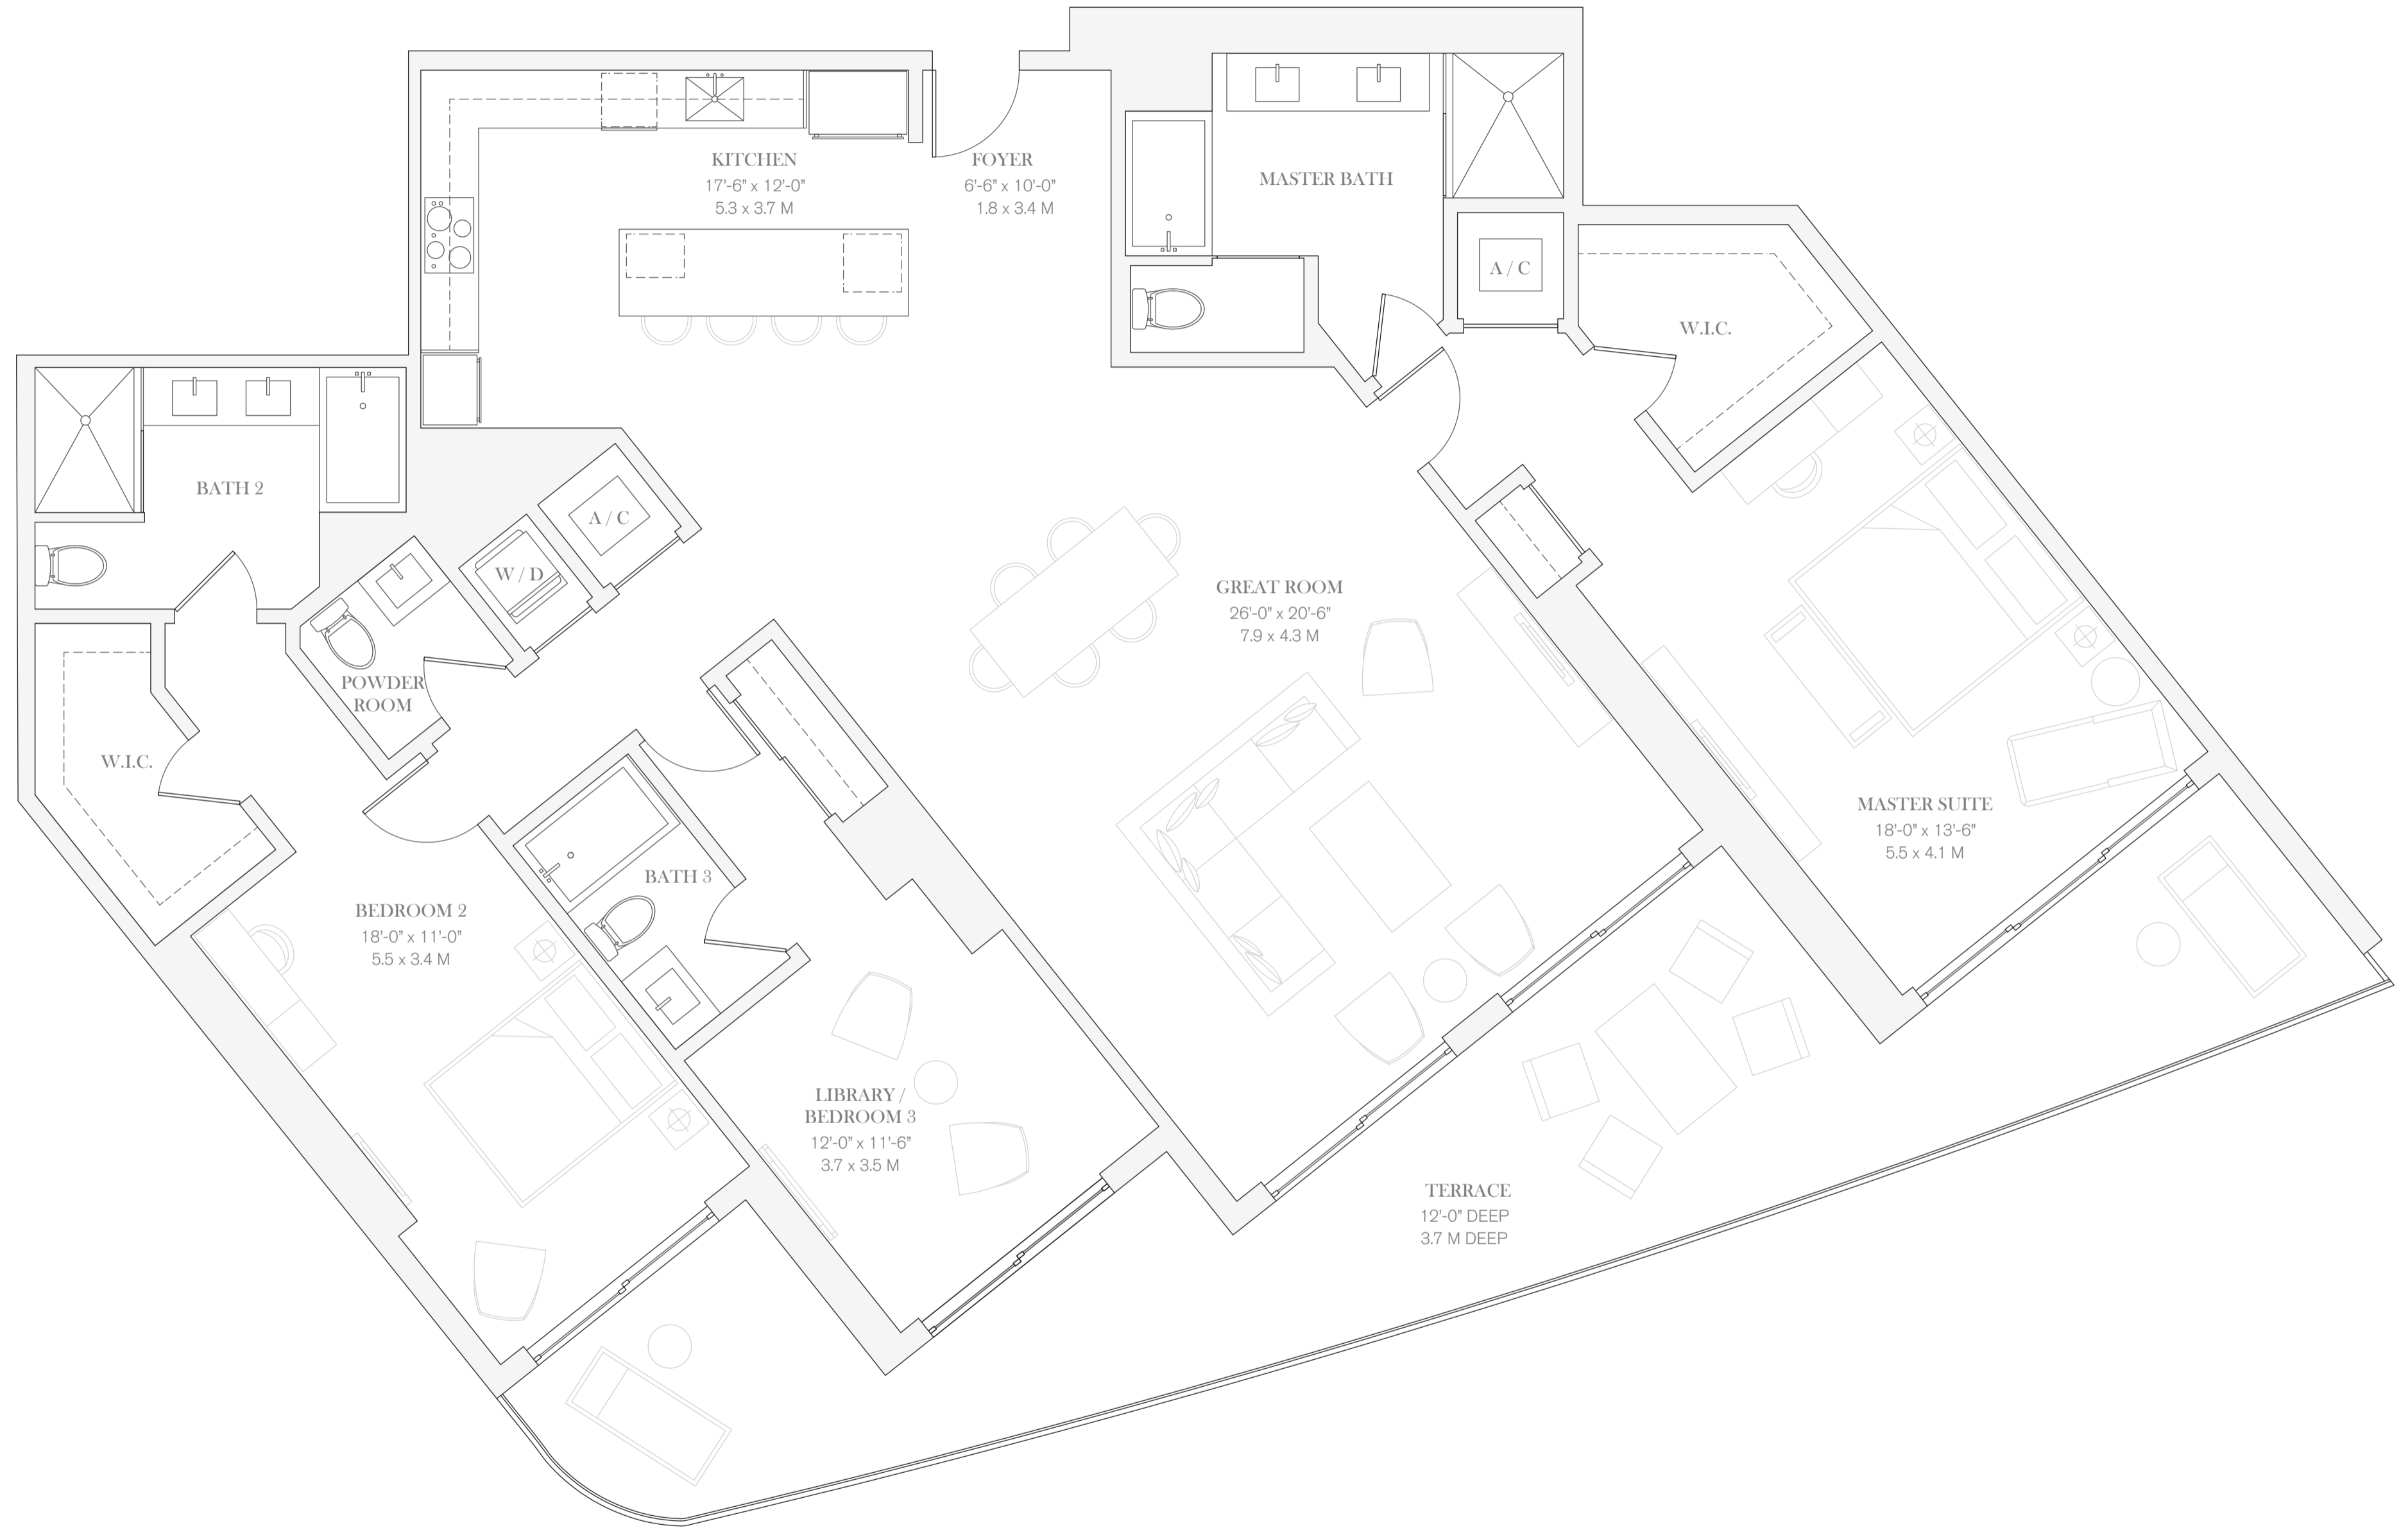 KITCHEN
17'-6" x 12'-0"
5.3 x 3.7 M
FOYER
6'-6" x 10'-0"
1.8 x 3.4 M
MASTER BATH
A / C
W.I.C.
BATH 2
A / C
W / D
POWDER
ROOM
W.I.C.
GREAT ROOM
26'-0" x 20'-6"
7.9 x 4.3 M
MASTER SUITE
18'-0" x 13'-6"
5.5 x 4.1 M
BATH 3
BEDROOM 2
18'-0" x 11'-0"
5.5 x 3.4 M
LIBRARY /
BEDROOM 3
12'-0" x 11'-6"
3.7 x 3.5 M
TERRACE
12'-0" DEEP
3.7 M DEEP